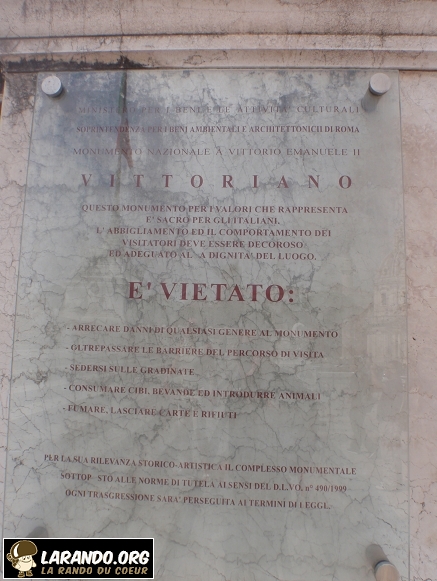 MINISTERO PER I BENI E LE ATTIVITA' CULTURALI
SOPRINTENDENZA PER I BENI AMBIENTALI E ARCHITETTONICI DI ROMA
MONUMENTO NAZIONALE A VITTORIO EMANUELE II
VITTORIANO
QUESTO MONUMENTO PER I VALORI CHE RAPPRESENTA
E' SACRO PER GLI ITALIANI.
L'ABBIGLIAMENTO ED IL COMPORTAMENTO DEI
VISITATORI DEVE ESSERE DECOROSO
ED ADEGUATO AL A DIGNITA' DEL LUOGO.
E' VIETATO:
- ARRECARE DANNI DI QUALSIASI GENERE AL MONUMENTO
- OLTREPASSARE LE BARRIERE DEL PERCORSO DI VISITA
- SEDERSI SULLE GRADINATE
- CONSUMARE CIBI, BEVANDE ED INTRODURRE ANIMALI
- FUMARE, LASCIARE CARTE E RIFIUTI
PER LA SUA RILEVANZA STORICO-ARTISTICA IL COMPLESSO MONUMENTALE
SOTTOP STO ALLE NORME DI TUTELA AI SENSI DEL D.L.VO. n° 490/1999
OGNI TRASGRESSIONE SARA' PERSEGUITA AI TERMINI DI LEGGE.
LARANDO.ORG
LA RANDO DU COEUR